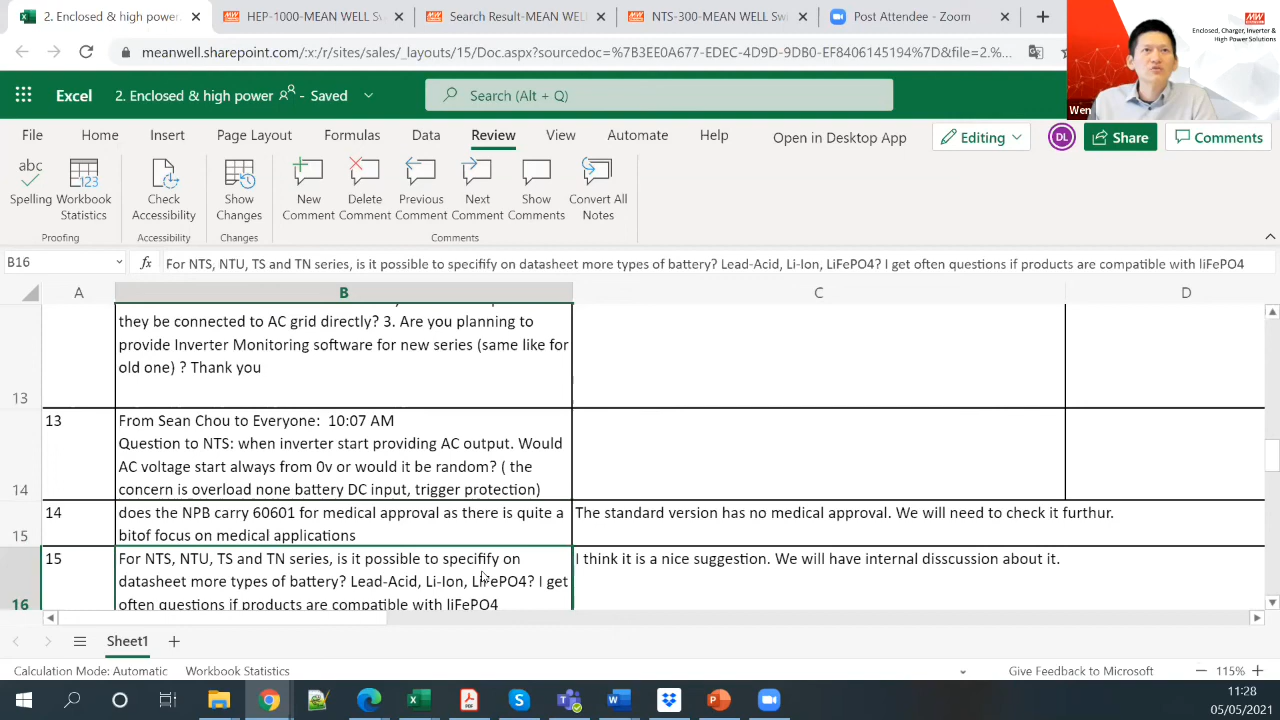 2. Enclosed & high power
HEP-1000-MEAN WELL Sw
Search Result-MEAN WEL
NTS-300-MEAN WELL Swi
Post Attendee - Zoom
meanwell.sharepoint.com/:x:/r/sites/sales/_layouts/15/Doc.aspx?sourcedoc=%7B3EE0A677-EDEC-4D9D-9DB0-EF8406145194%7D&file=2.%...
Enclosed, Charger, Inverter &
High Power Solutions
Wen
Excel
2. Enclosed & high power - Saved
Search (Alt + Q)
File Home Insert Page Layout Formulas Data Review View Automate Help
Open in Desktop App
Editing
DL
Share
Comments
abc
123
Spelling
Workbook
Statistics
Check
Accessibility
Show
Changes
New
Comment
Delete
Comment
Previous
Comment
Next
Comment
Show
Comments
Convert All
Notes
Proofing
Accessibility
Changes
Comments
B16
fx
For NTS, NTU, TS and TN series, is it possible to specifify on datasheet more types of battery? Lead-Acid, Li-Ion, LiFePO4? I get often questions if products are compatible with liFePO4
A B C D
they be connected to AC grid directly? 3. Are you planning to
provide Inverter Monitoring software for new series (same like for
old one) ? Thank you
13
13
From Sean Chou to Everyone: 10:07 AM
Question to NTS: when inverter start providing AC output. Would
AC voltage start always from 0v or would it be random? ( the
concern is overload none battery DC input, trigger protection)
14
14
does the NPB carry 60601 for medical approval as there is quite a
bitof focus on medical applications
The standard version has no medical approval. We will need to check it furthur.
15
15
For NTS, NTU, TS and TN series, is it possible to specifify on
datasheet more types of battery? Lead-Acid, Li-Ion, LiFePO4? I get
often questions if products are compatible with liFePO4
I think it is a nice suggestion. We will have internal disscussion about it.
16
Sheet1
Calculation Mode: Automatic
Workbook Statistics
Give Feedback to Microsoft
115%
11:28
05/05/2021